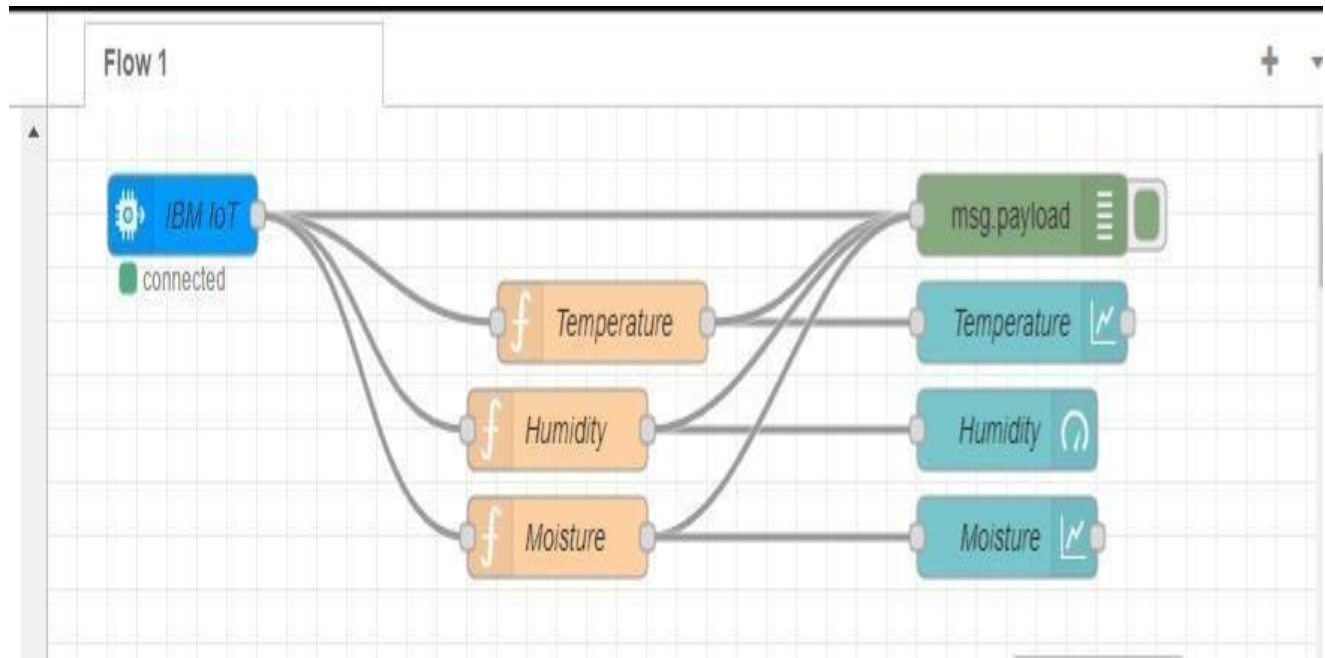 Flow 1
IBM IoT
msg.payload
connected
Temperature
Temperature
Humidity
Humidity
Moisture
Moisture